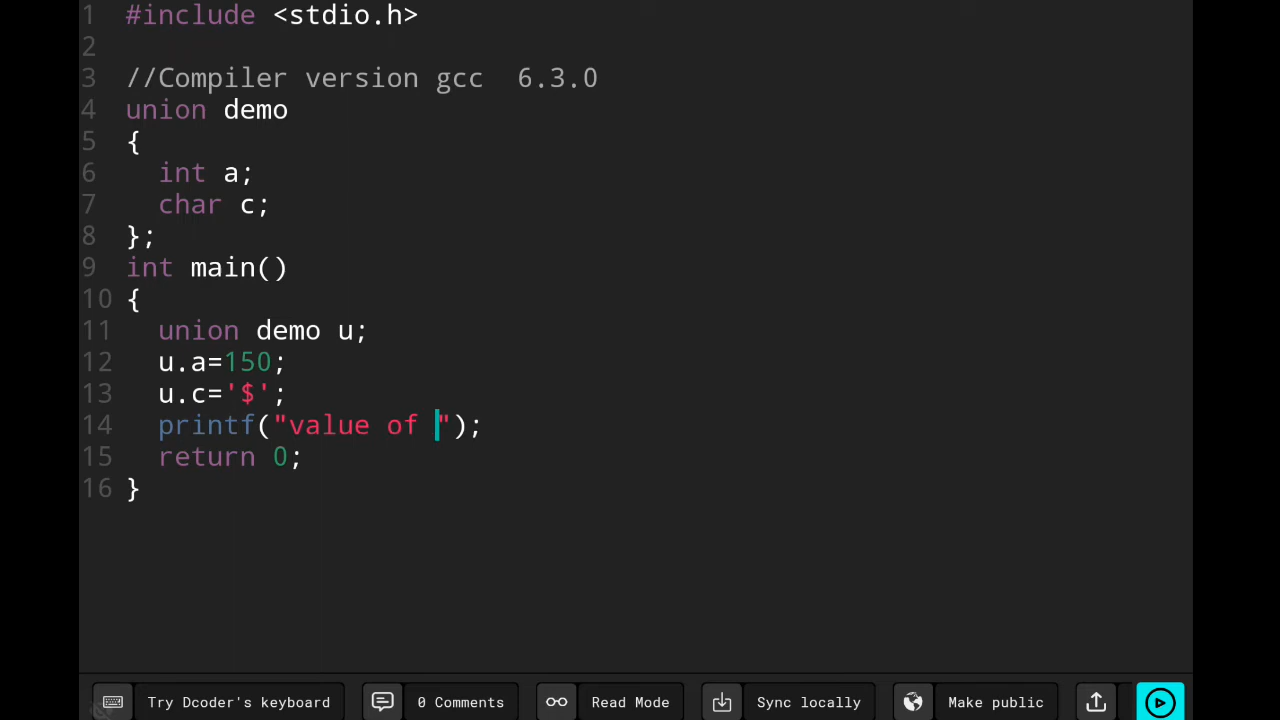 1 #include <stdio.h>
2
3 //Compiler version gcc  6.3.0
4 union demo
5 {
6   int a;
7   char c;
8 };
9 int main()
10 {
11   union demo u;
12   u.a=150;
13   u.c='$';
14   printf("value of ");
15   return 0;
16 }
Try Dcoder's keyboard 0 Comments Read Mode Sync locally Make public